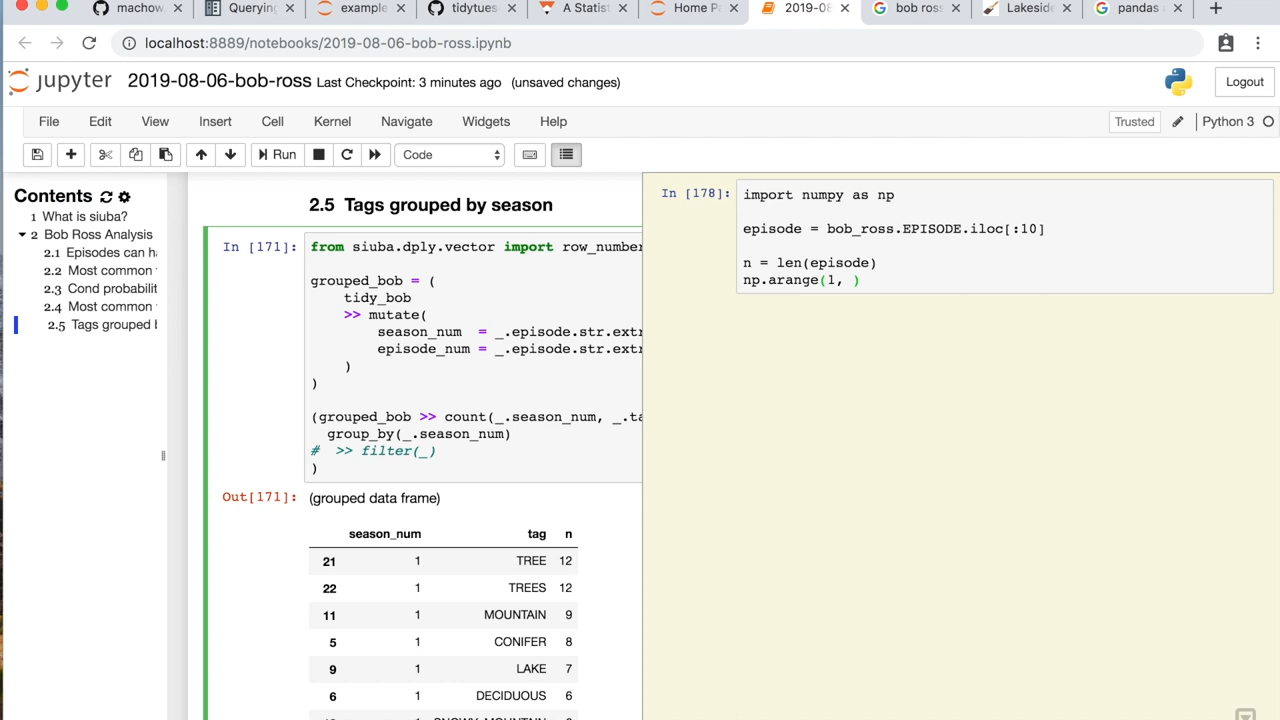 machow
Querying
example
tidytues
A Statist
Home P
2019-08
bob ros
Lakesid
pandas
localhost:8889/notebooks/2019-08-06-bob-ross.ipynb
jupyter 2019-08-06-bob-ross Last Checkpoint: 3 minutes ago (unsaved changes)
Logout
File Edit View Insert Cell Kernel Navigate Widgets Help
Trusted
Python 3
Run
Code
Contents
1 What is siuba?
2 Bob Ross Analysis
2.1 Episodes can ha
2.2 Most common
2.3 Cond probabilit
2.4 Most common
2.5 Tags grouped b
2.5 Tags grouped by season
In [171]: from siuba.dply.vector import row_number
grouped_bob = (
tidy_bob
>> mutate(
season_num = _.episode.str.extr
episode_num = _.episode.str.extr
)
)
(grouped_bob >> count(_.season_num, _.ta
group_by(_.season_num)
# >> filter(_)
)
Out[171]: (grouped data frame)
season_num tag n
21 1 TREE 12
22 1 TREES 12
11 1 MOUNTAIN 9
5 1 CONIFER 8
9 1 LAKE 7
6 1 DECIDUOUS 6
In [178]: import numpy as np
episode = bob_ross.EPISODE.iloc[:10]
n = len(episode)
np.arange(1, )